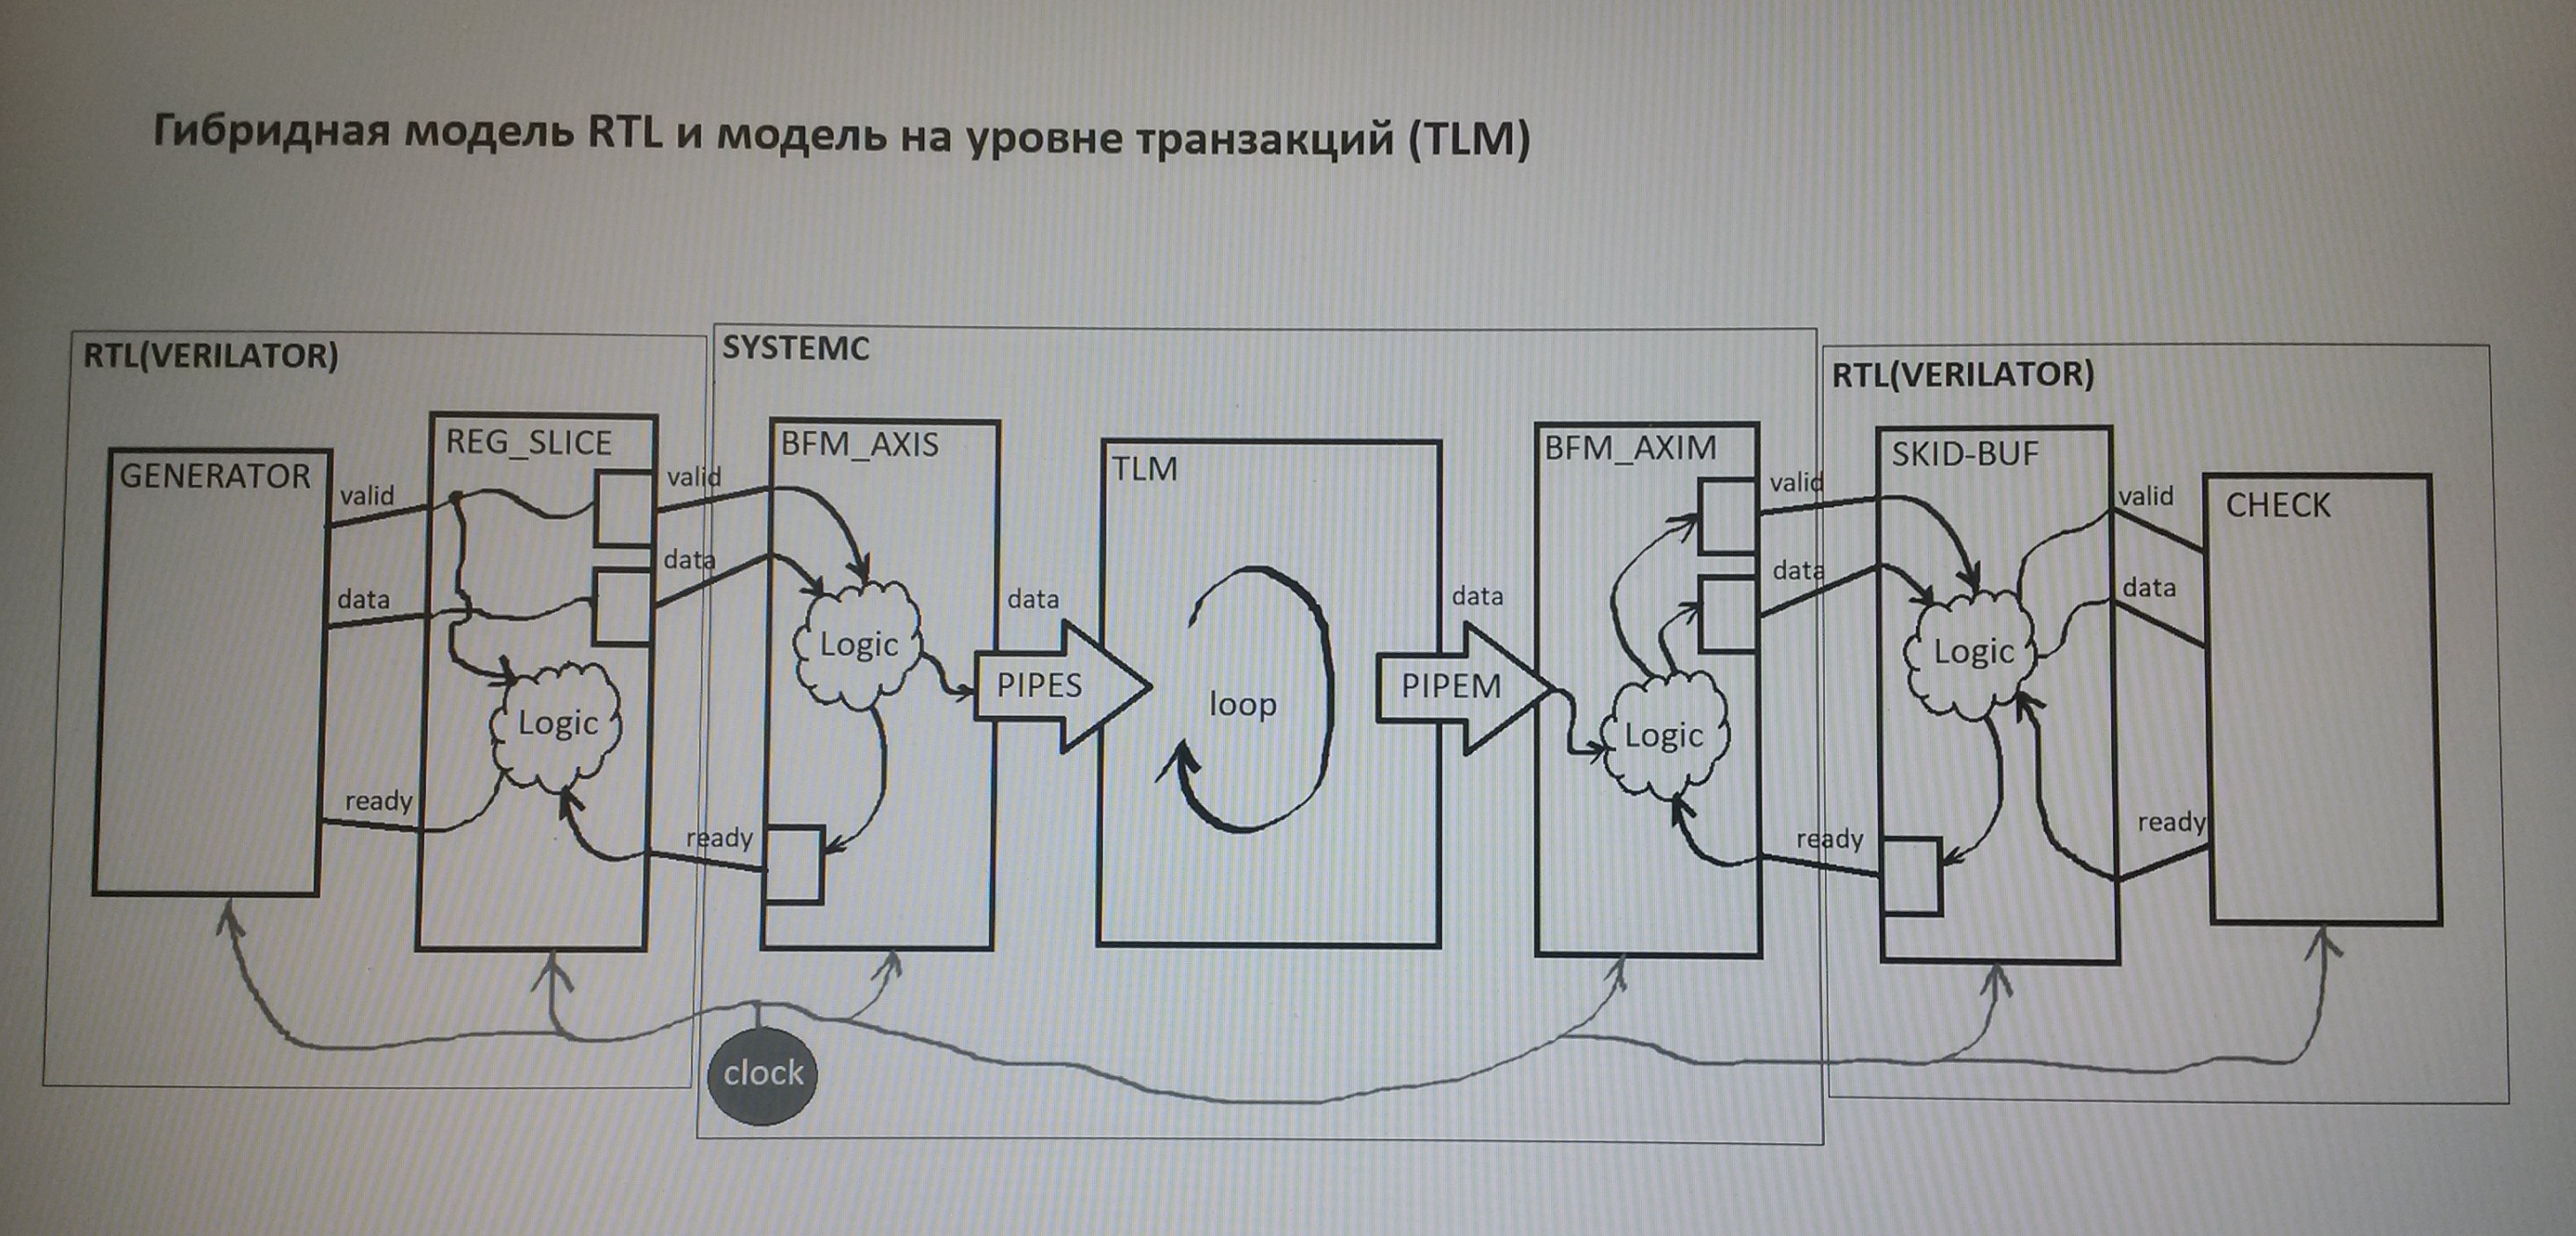 Гибридная модель RTL и модель на уровне транзакций (TLM)
RTL(VERILATOR)
GENERATOR
valid
data
ready
REG_SLICE
Logic
valid
data
ready
SYSTEMC
BFM_AXIS
Logic
data
PIPES
TLM
loop
data
PIPEM
BFM_AXIM
Logic
valid
data
ready
RTL(VERILATOR)
SKID-BUF
Logic
valid
data
ready
CHECK
clock